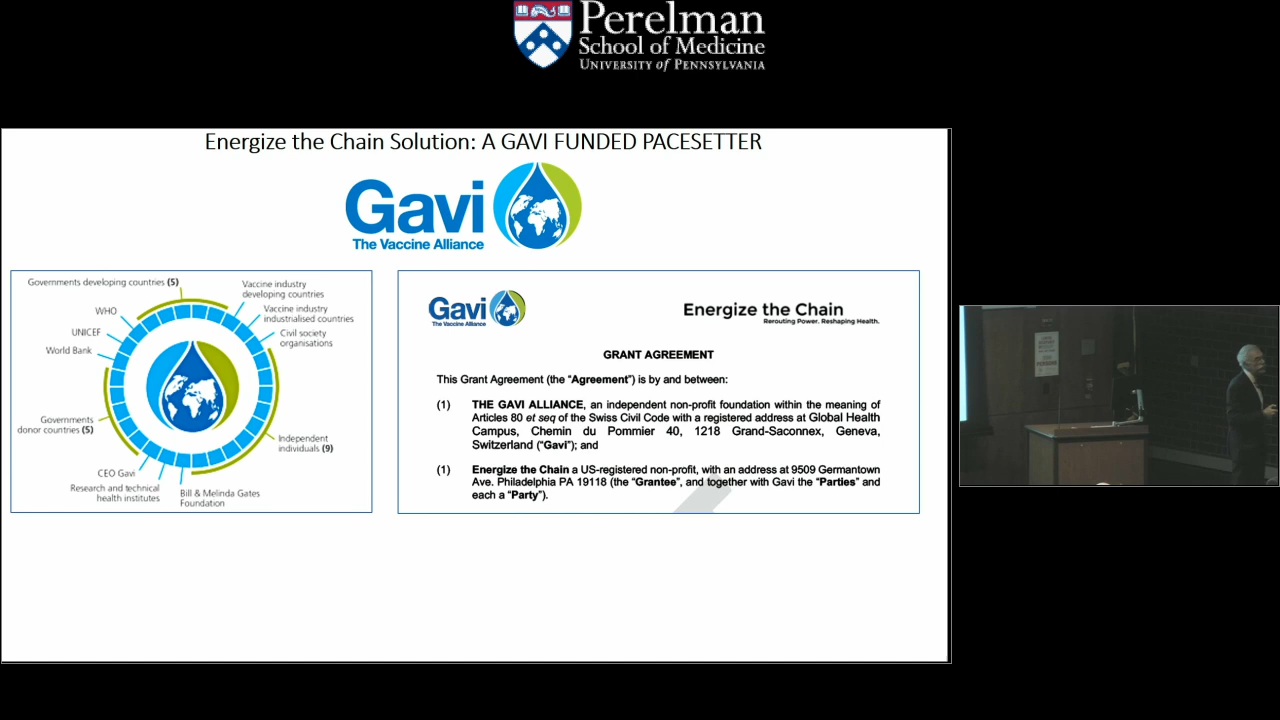 Perelman
School of Medicine
UNIVERSITY of PENNSYLVANIA
Energize the Chain Solution: A GAVI FUNDED PACESETTER
Gavi
The Vaccine Alliance
Governments developing countries (5)
WHO
UNICEF
World Bank
Governments
donor countries (5)
CEO Gavi
Research and technical
health institutes
Bill & Melinda Gates
Foundation
Independent
individuals (9)
Civil society
organisations
Vaccine industry
industrialised countries
Vaccine industry
developing countries
Gavi
The Vaccine Alliance
Energize the Chain
Rerouting Power. Reshaping Health.
GRANT AGREEMENT
This Grant Agreement (the “Agreement”) is by and between:
(1) THE GAVI ALLIANCE, an independent non-profit foundation within the meaning of
Articles 80 et seq of the Swiss Civil Code with a registered address at Global Health
Campus, Chemin du Pommier 40, 1218 Grand-Saconnex, Geneva,
Switzerland (“Gavi”); and
(1) Energize the Chain a US-registered non-profit, with an address at 9509 Germantown
Ave. Philadelphia PA 19118 (the “Grantee”, and together with Gavi the “Parties” and
each a “Party”).